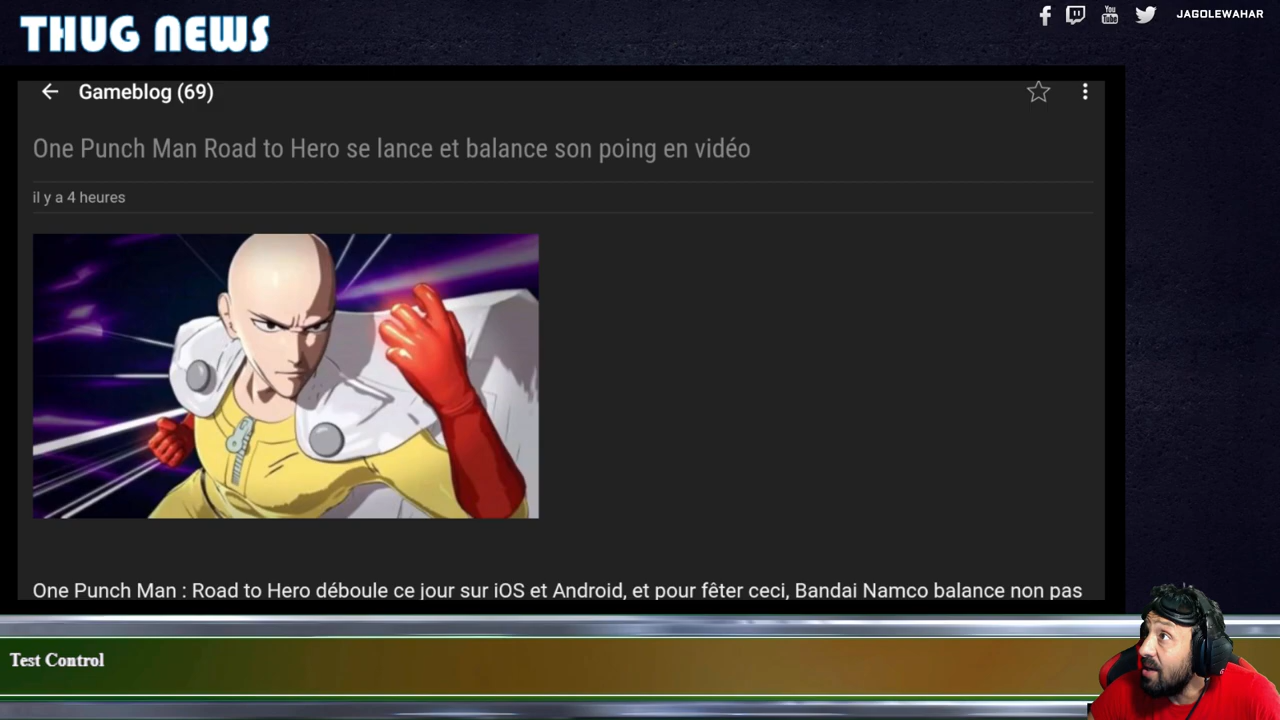 THUG NEWS
JAGOLEWAHAR
Gameblog (69)
One Punch Man Road to Hero se lance et balance son poing en vidéo
il y a 4 heures
One Punch Man : Road to Hero déboule ce jour sur iOS et Android, et pour fêter ceci, Bandai Namco balance non pas
Test Control